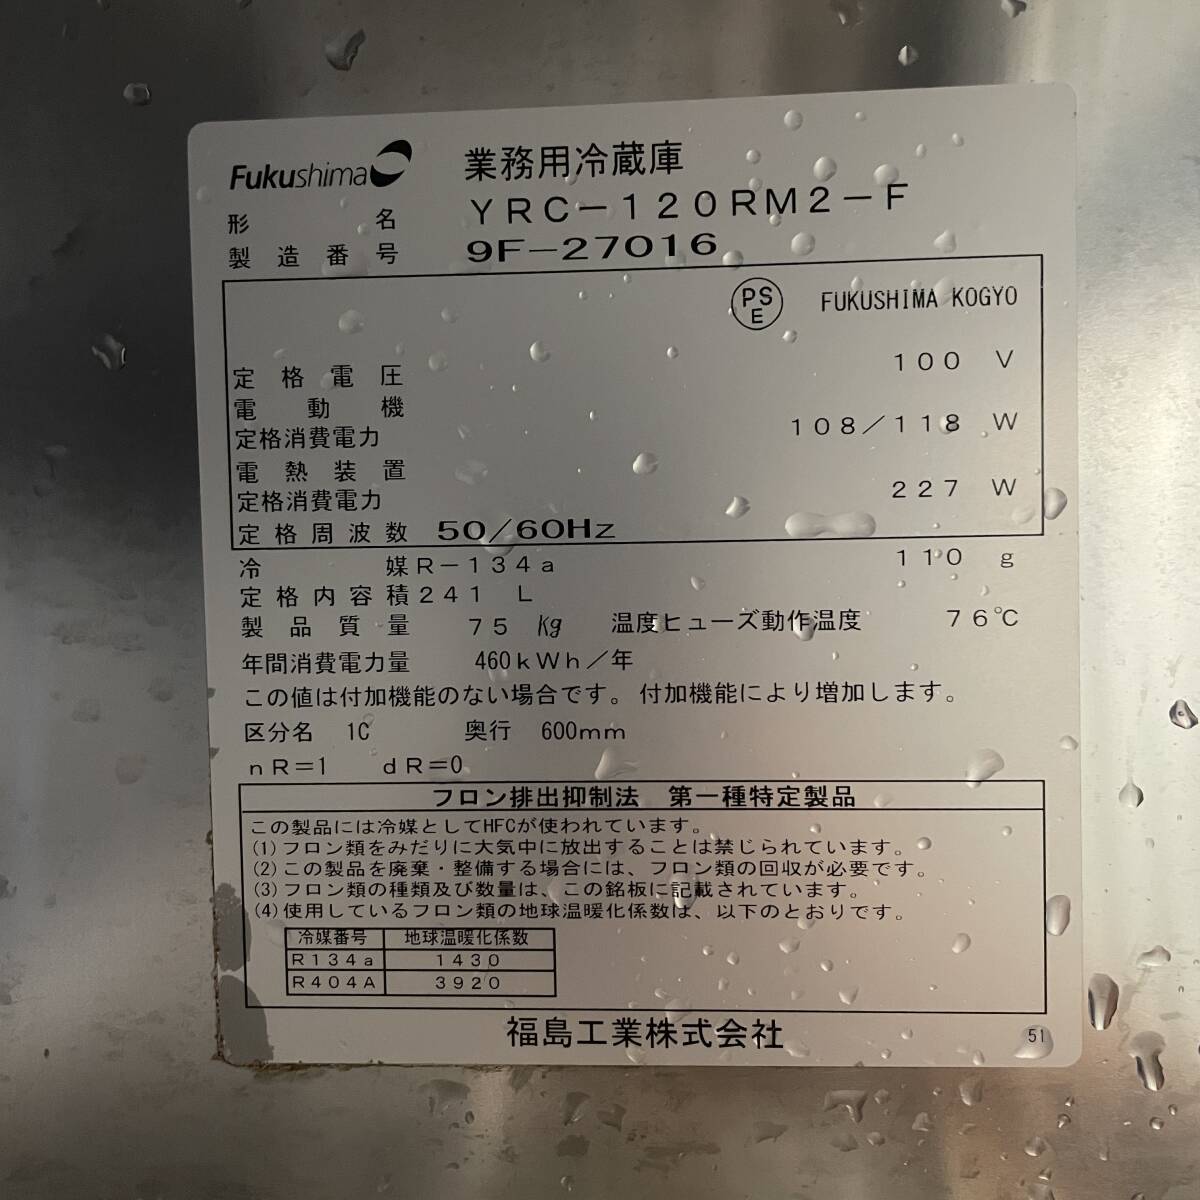 Fukushima 業務用冷蔵庫
形名 YRC-120RM2-F
製造番号 9F-27016
PSE FUKUSHIMA KOGYO
定格電圧 100 V
電動機
定格消費電力 108/118 W
電熱装置
定格消費電力 227 W
定格周波数 50/60Hz
冷媒 R-134a 110 g
定格内容積 241 L
製品質量 75 Kg 温度ヒューズ動作温度 76℃
年間消費電力量 460kWh/年
この値は付加機能のない場合です。付加機能により増加します。
区分名 1C 奥行 600mm
nR=1 dR=0
フロン排出抑制法 第一種特定製品
この製品には冷媒としてHFCが使われています。
(1)フロン類をみだりに大気中に放出することは禁じられています。
(2)この製品を廃棄・整備する場合には、フロン類の回収が必要です。
(3)フロン類の種類及び数量は、この銘板に記載されています。
(4)使用しているフロン類の地球温暖化係数は、以下のとおりです。
冷媒番号 地球温暖化係数
R134a 1430
R404A 3920
福島工業株式会社
51